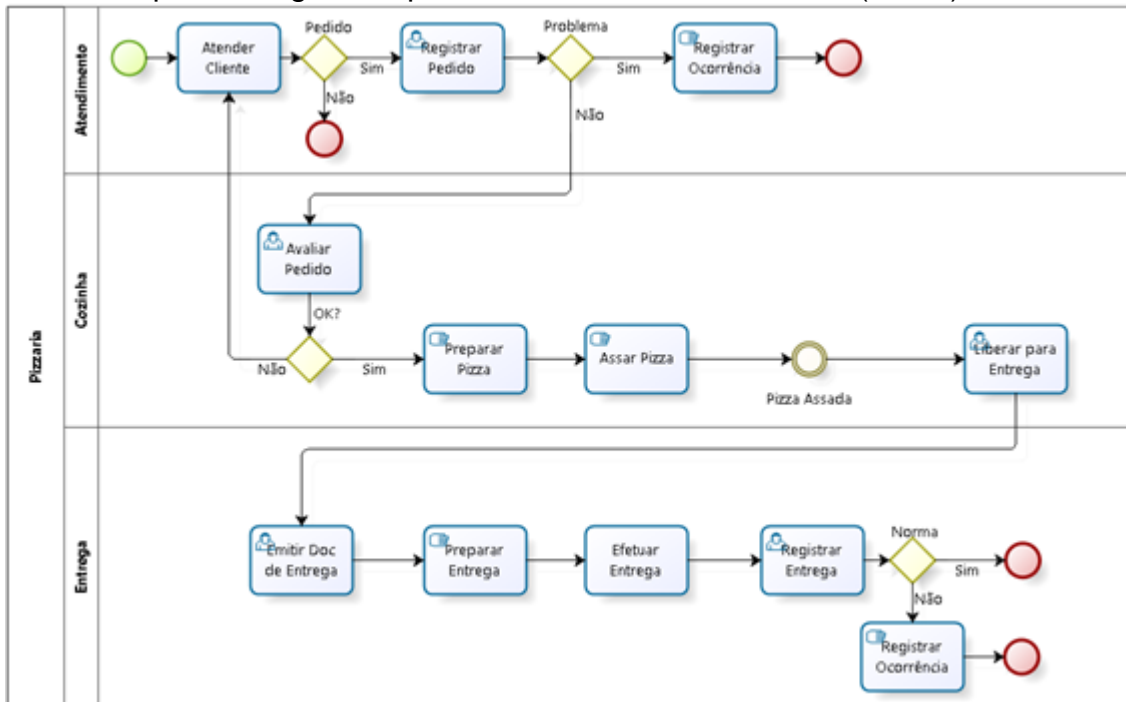 Pizzaria
Atendimento
Atender
Cliente
Pedido
Sim
Não
Registrar
Pedido
Problema
Sim
Não
Registrar
Ocorrência
Cozinha
Avaliar
Pedido
OK?
Não
Sim
Preparar
Pizza
Assar Pizza
Pizza Assada
Liberar para
Entrega
Entrega
Emitir Doc
de Entrega
Preparar
Entrega
Efetuar
Entrega
Registrar
Entrega
Norma
Sim
Não
Registrar
Ocorrência